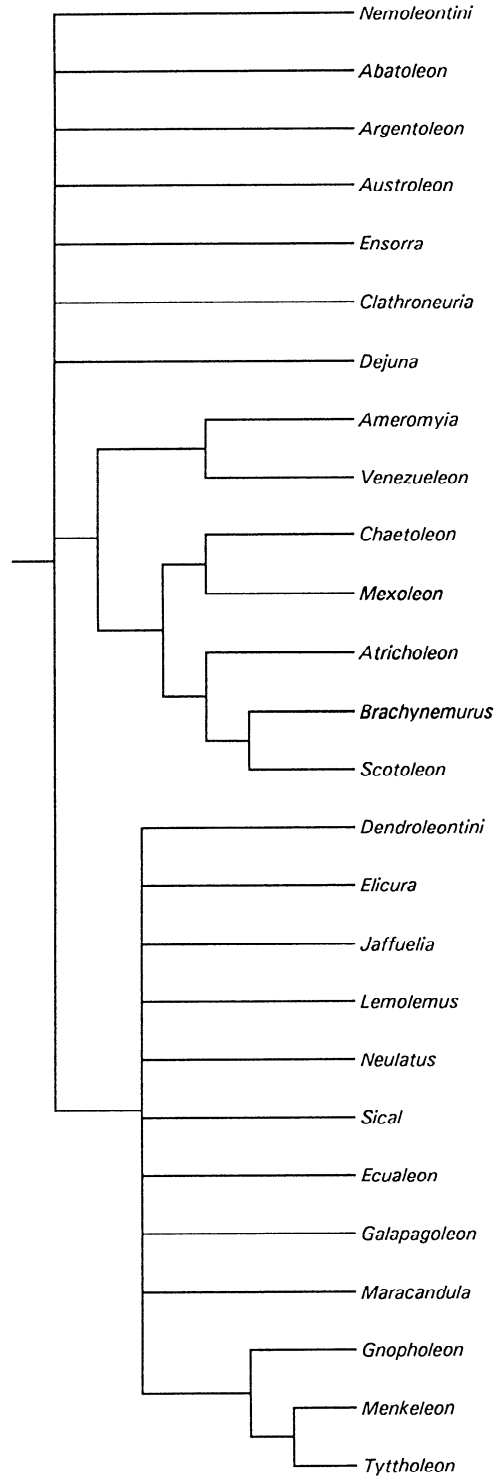 Nemoleontini
Abatoleon
Argentoleon
Austroleon
Ensorra
Clathroneuria
Dejuna
Ameromyia
Venezueleon
Chaetoleon
Mexoleon
Atricholeon
Brachynemurus
Scotoleon
Dendroleontini
Elicura
Jaffuelia
Lemolemus
Neulatus
Sical
Ecualeon
Galapagoleon
Maracandula
Gnopholeon
Menkeleon
Tyttholeon